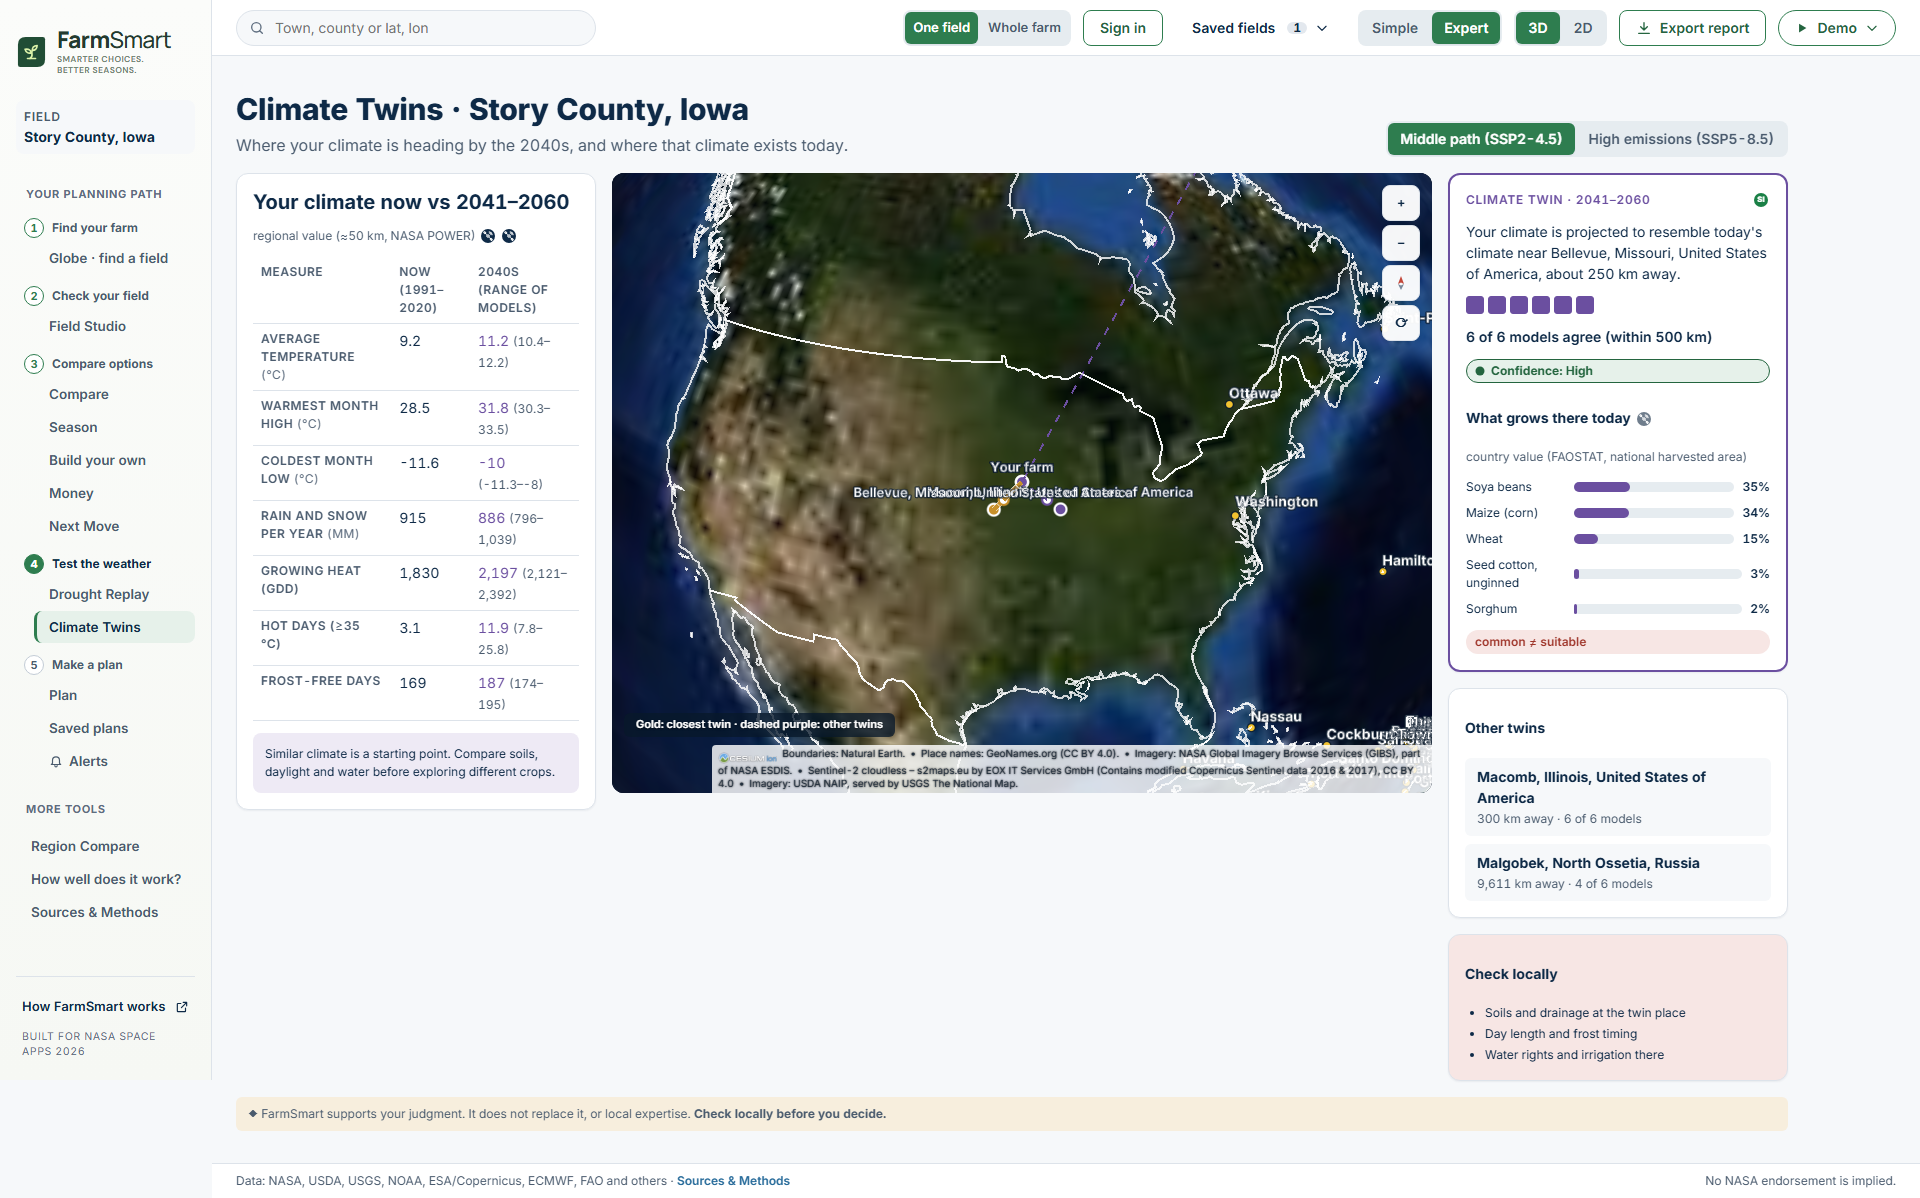 FarmSmart
SMARTER CHOICES.
BETTER SEASONS.
FIELD
Story County, Iowa
YOUR PLANNING PATH
1 Find your farm
Globe · find a field
2 Check your field
Field Studio
3 Compare options
Compare
Season
Build your own
Money
Next Move
4 Test the weather
Drought Replay
Climate Twins
5 Make a plan
Plan
Saved plans
Alerts
MORE TOOLS
Region Compare
How well does it work?
Sources & Methods
How FarmSmart works
BUILT FOR NASA SPACE
APPS 2026
Town, county or lat, lon
One field Whole farm
Sign in
Saved fields 1
Simple Expert
3D 2D
Export report
Demo
Climate Twins · Story County, Iowa
Where your climate is heading by the 2040s, and where that climate exists today.
Middle path (SSP2-4.5) High emissions (SSP5-8.5)
Your climate now vs 2041–2060
regional value (≈50 km, NASA POWER)
MEASURE
NOW
(1991–
2020)
2040S
(RANGE OF
MODELS)
AVERAGE
TEMPERATURE
(°C)
9.2
11.2 (10.4–
12.2)
WARMEST MONTH
HIGH (°C)
28.5
31.8 (30.3–
33.5)
COLDEST MONTH
LOW (°C)
-11.6
-10
(-11.3–-8)
RAIN AND SNOW
PER YEAR (MM)
915
886 (796–
1,039)
GROWING HEAT
(GDD)
1,830
2,197 (2,121–
2,392)
HOT DAYS (≥35
°C)
3.1
11.9 (7.8–
25.8)
FROST-FREE DAYS
169
187 (174–
195)
Similar climate is a starting point. Compare soils,
daylight and water before exploring different crops.
+
−
Ottawa
Your farm
Bellevue, of America
Washington
Hamilto
Nassau
Gold: closest twin · dashed purple: other twins
Boundaries: Natural Earth. • Place names: GeoNames.org (CC BY 4.0). • Imagery: NASA Global Imagery Browse Services (GIBS), part
of NASA ESDIS. • Sentinel-2 cloudless – s2maps.eu by EOX IT Services GmbH (Contains modified Copernicus Sentinel data 2016 & 2017), CC BY
4.0 • Imagery: USDA NAIP, served by USGS The National Map.
CLIMATE TWIN · 2041–2060
SI
Your climate is projected to resemble today's
climate near Bellevue, Missouri, United States
of America, about 250 km away.
6 of 6 models agree (within 500 km)
Confidence: High
What grows there today
country value (FAOSTAT, national harvested area)
Soya beans 35%
Maize (corn) 34%
Wheat 15%
Seed cotton,
unginned
3%
Sorghum 2%
common ≠ suitable
Other twins
Macomb, Illinois, United States of
America
300 km away · 6 of 6 models
Malgobek, North Ossetia, Russia
9,611 km away · 4 of 6 models
Check locally
• Soils and drainage at the twin place
• Day length and frost timing
• Water rights and irrigation there
FarmSmart supports your judgment. It does not replace it, or local expertise. Check locally before you decide.
Data: NASA, USDA, USGS, NOAA, ESA/Copernicus, ECMWF, FAO and others · Sources & Methods
No NASA endorsement is implied.